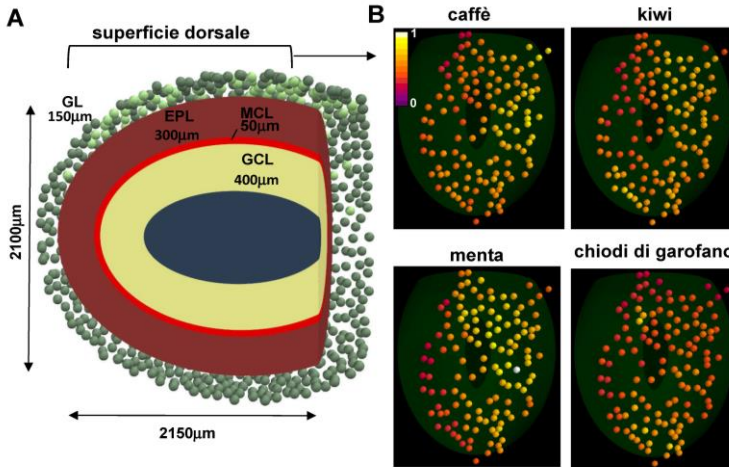 A
superficie dorsale
GL
150µm
EPL
300µm
MCL
50µm
GCL
400µm
2100µm
2150µm
B
caffè
kiwi
1
0
menta
chiodi di garofano